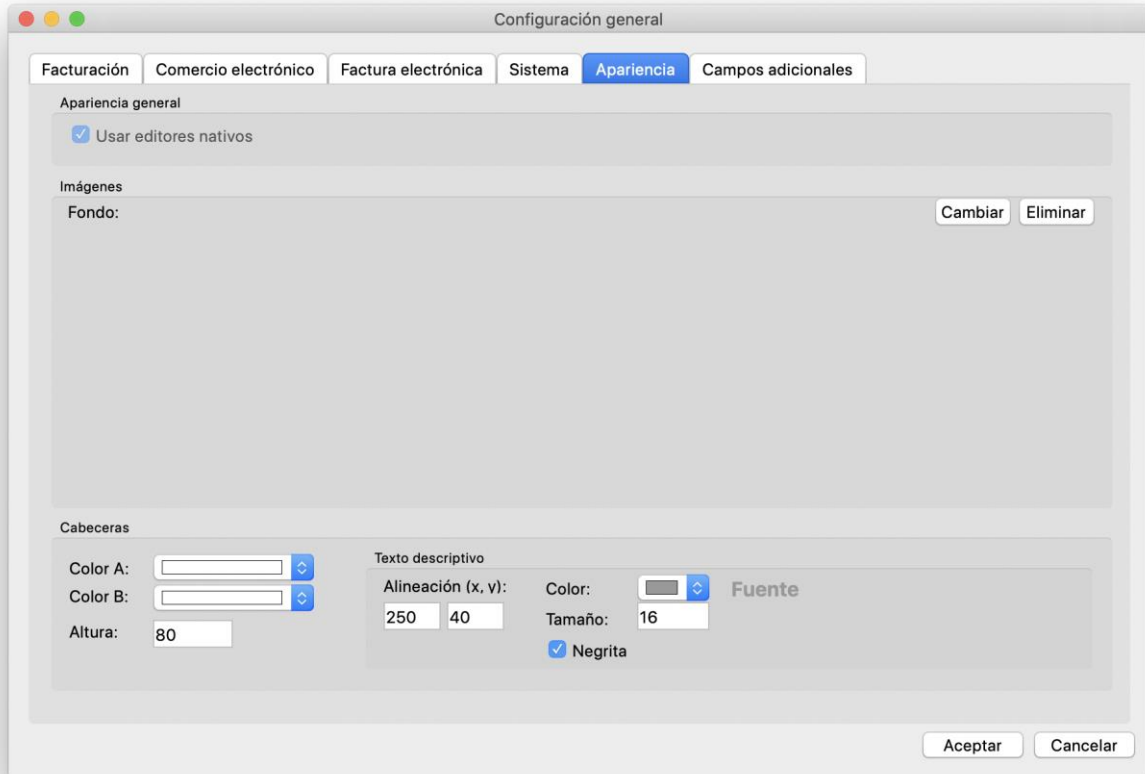 Configuración general
Facturación Comercio electrónico Factura electrónica Sistema Apariencia Campos adicionales
Apariencia general
Usar editores nativos
Imágenes
Fondo: Cambiar Eliminar
Cabeceras
Color A:
Color B:
Altura: 80
Texto descriptivo
Alineación (x, y):
250 40
Color: Fuente
Tamaño: 16
Negrita
Aceptar Cancelar